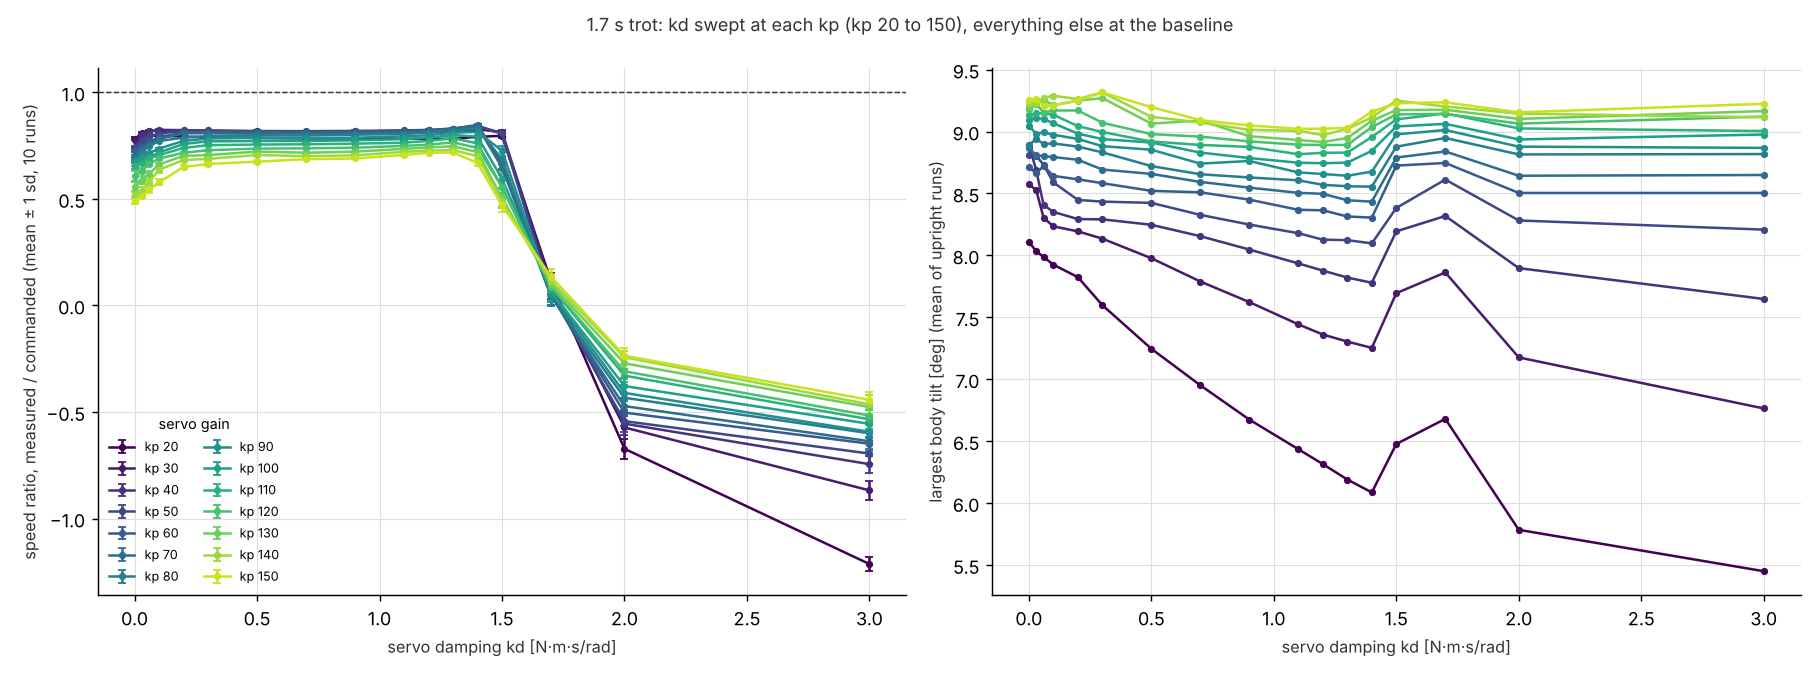 1.7 s trot: kd swept at each kp (kp 20 to 150), everything else at the baseline
speed ratio, measured / commanded (mean ± 1 sd, 10 runs)
1.0
0.5
0.0
−0.5
−1.0
servo gain
kp 20
kp 30
kp 40
kp 50
kp 60
kp 70
kp 80
kp 90
kp 100
kp 110
kp 120
kp 130
kp 140
kp 150
0.0 0.5 1.0 1.5 2.0 2.5 3.0
servo damping kd [N·m·s/rad]
largest body tilt [deg] (mean of upright runs)
9.5
9.0
8.5
8.0
7.5
7.0
6.5
6.0
5.5
0.0 0.5 1.0 1.5 2.0 2.5 3.0
servo damping kd [N·m·s/rad]